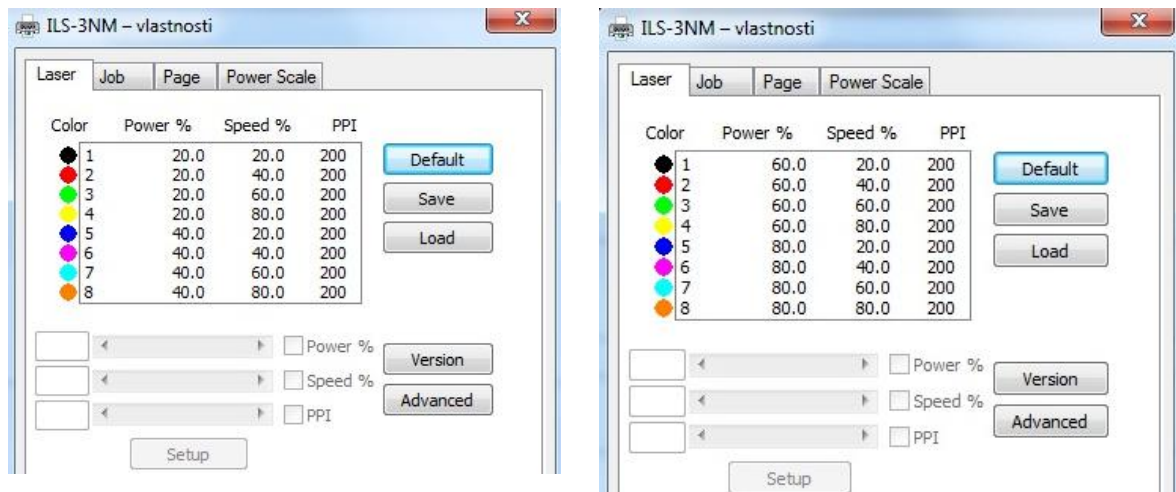 ILS-3NM – vlastnosti
Laser Job Page Power Scale
Color Power % Speed % PPI
1 20.0 20.0 200
2 20.0 40.0 200
3 20.0 60.0 200
4 20.0 80.0 200
5 40.0 20.0 200
6 40.0 40.0 200
7 40.0 60.0 200
8 40.0 80.0 200
Default
Save
Load
Power %
Speed %
PPI
Version
Advanced
Setup
ILS-3NM – vlastnosti
Laser Job Page Power Scale
Color Power % Speed % PPI
1 60.0 20.0 200
2 60.0 40.0 200
3 60.0 60.0 200
4 60.0 80.0 200
5 80.0 20.0 200
6 80.0 40.0 200
7 80.0 60.0 200
8 80.0 80.0 200
Default
Save
Load
Power %
Speed %
PPI
Version
Advanced
Setup